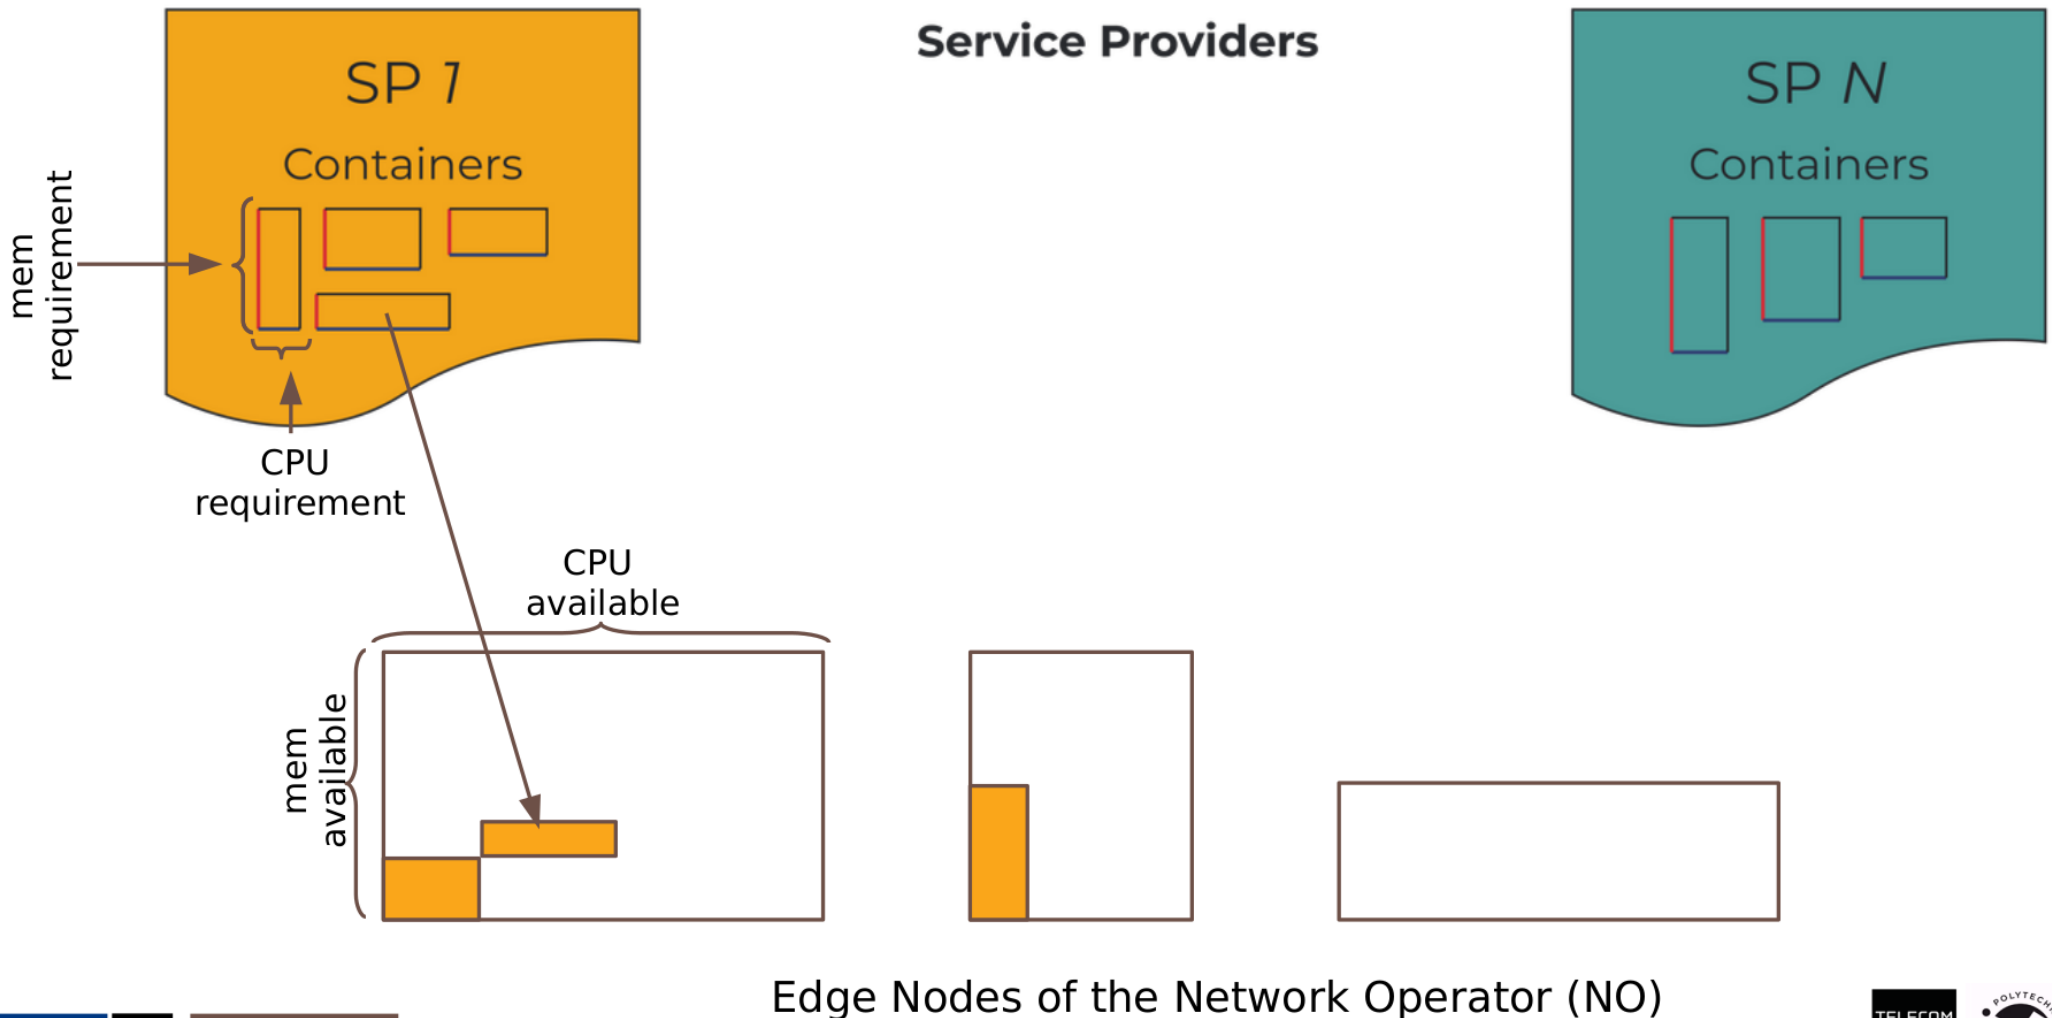 Service Providers
SP 1
Containers
SP N
Containers
mem
requirement
CPU
requirement
CPU
available
mem
available
Edge Nodes of the Network Operator (NO)
TELECOM